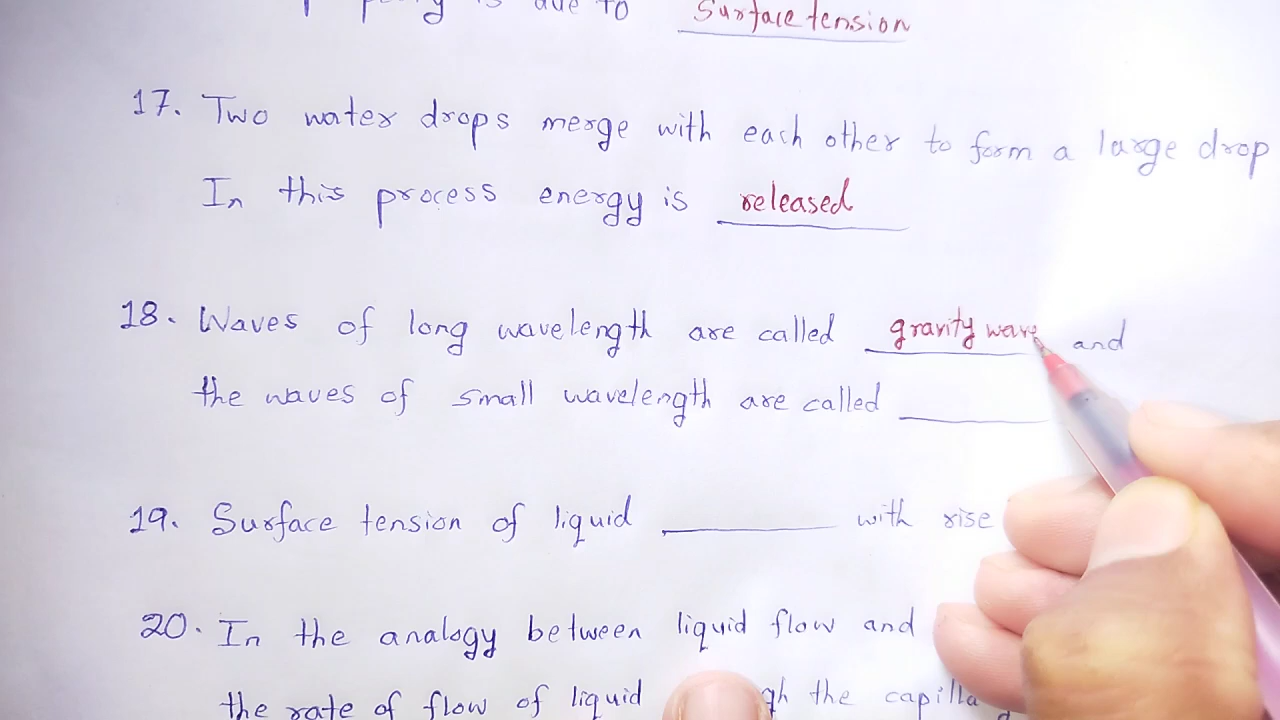 is due to Surface tension
17. Two water drops merge with each other to form a large drop
In this process energy is released
18. Waves of long wavelength are called gravity wave and
the waves of small wavelength are called
19. Surface tension of liquid with rise
20. In the analogy between liquid flow and
the rate of flow of liquid the